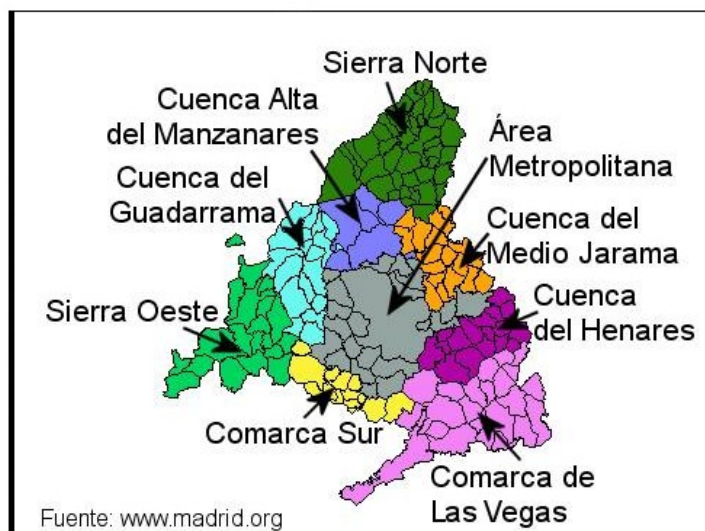 Sierra Norte
Cuenca Alta
del Manzanares
Área
Metropolitana
Cuenca del
Guadarrama
Cuenca del
Medio Jarama
Sierra Oeste
Cuenca
del Henares
Comarca Sur
Comarca de
Las Vegas
Fuente: www.madrid.org